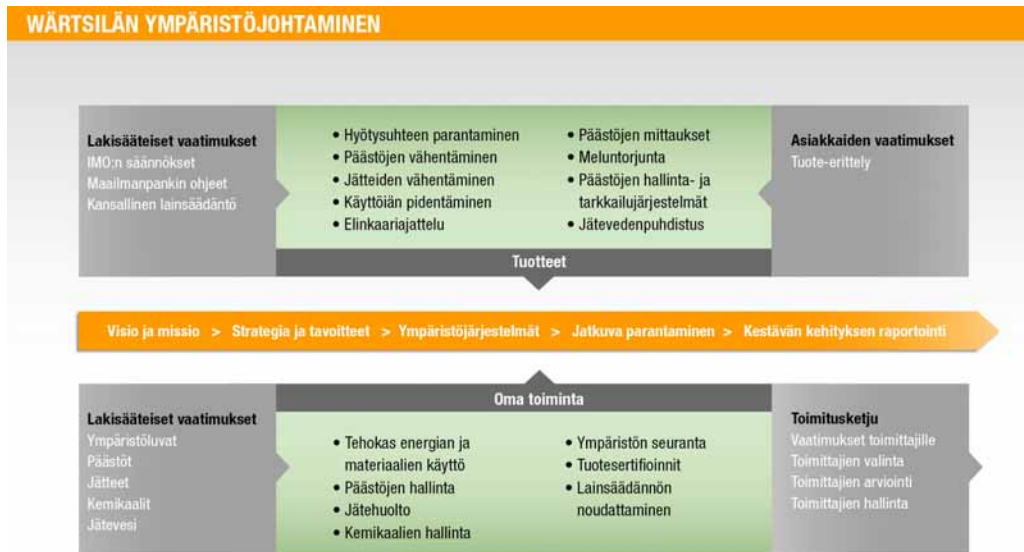 WÄRTSILÄN YMPÄRISTÖJOHTAMINEN
Lakisääteiset vaatimukset
IMO:n säännökset
Maailmanpankin ohjeet
Kansallinen lainsäädäntö
• Hyötysuhteen parantaminen
• Päästöjen vähentäminen
• Jätteiden vähentäminen
• Käyttöiän pidentäminen
• Elinkaariajattelu
• Päästöjen mittaukset
• Meluntorjunta
• Päästöjen hallinta- ja
tarkkailujärjestelmät
• Jätevedenpuhdistus
Asiakkaiden vaatimukset
Tuote-erittely
Tuotteet
Visio ja missio > Strategia ja tavoitteet > Ympäristöjärjestelmät > Jatkuva parantaminen > Kestävän kehityksen raportointi
Oma toiminta
Lakisääteiset vaatimukset
Ympäristöluvat
Päästöt
Jätteet
Kemikaalit
Jätevesi
• Tehokas energian ja
materiaalien käyttö
• Päästöjen hallinta
• Jätehuolto
• Kemikaalien hallinta
• Ympäristön seuranta
• Tuotesertifioinnit
• Lainsäädännön
noudattaminen
Toimitusketju
Vaatimukset toimittajille
Toimittajien valinta
Toimittajien arviointi
Toimittajien hallinta